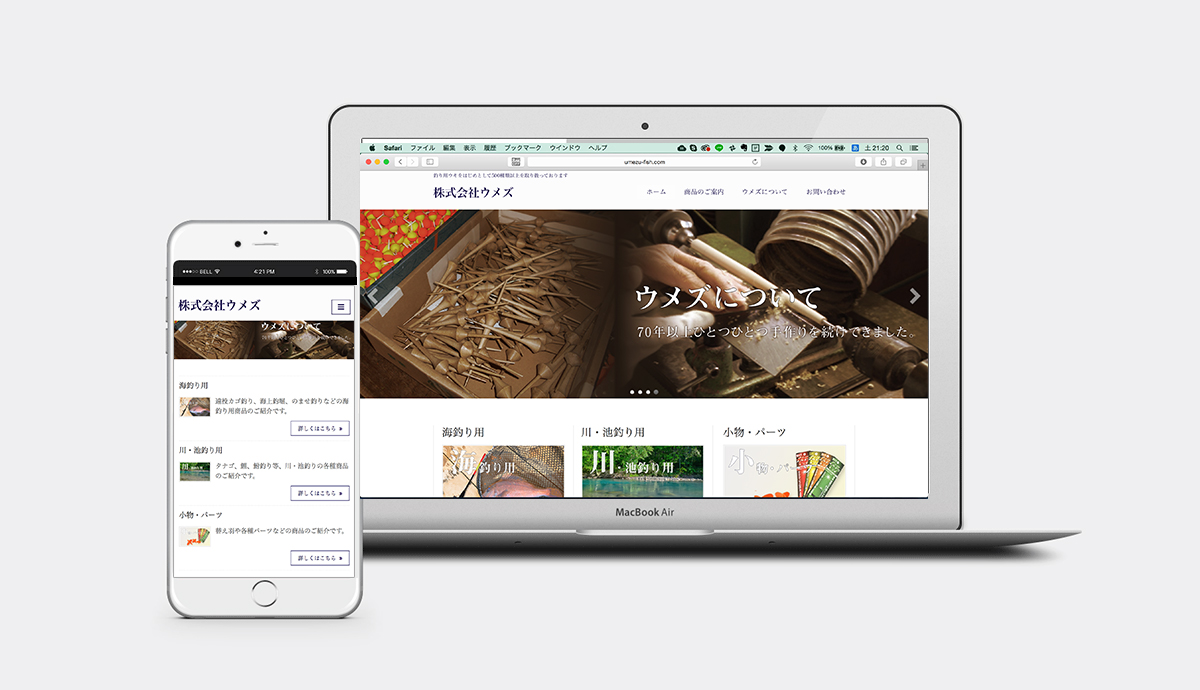 Safari ファイル 編集 表示 履歴 ブックマーク ウインドウ ヘルプ 100% 土 21:20
umezu-fish.com
釣り用ウキをはじめとして500種類以上を取り扱っております
株式会社ウメズ
ホーム 商品のご案内 ウメズについて お問い合わせ
ウメズについて
70年以上ひとつひとつ手作りを続けてきました。
海釣り用 川・池釣り用 小物・パーツ
海釣り用 川・池釣り用 小物・パーツ
MacBook Air
BELL 4:21 PM 100%
株式会社ウメズ
ウメズについて
海釣り用
遠投カゴ釣り、海上釣堀、のませ釣りなどの海
釣り用商品のご紹介です。
詳しくはこちら »
川・池釣り用
川・池釣り用
タナゴ、鯉、鮒釣り等、川・池釣りの各種商品
のご紹介です。
詳しくはこちら »
小物・パーツ
替え羽や各種パーツなどの商品のご紹介です。
詳しくはこちら »